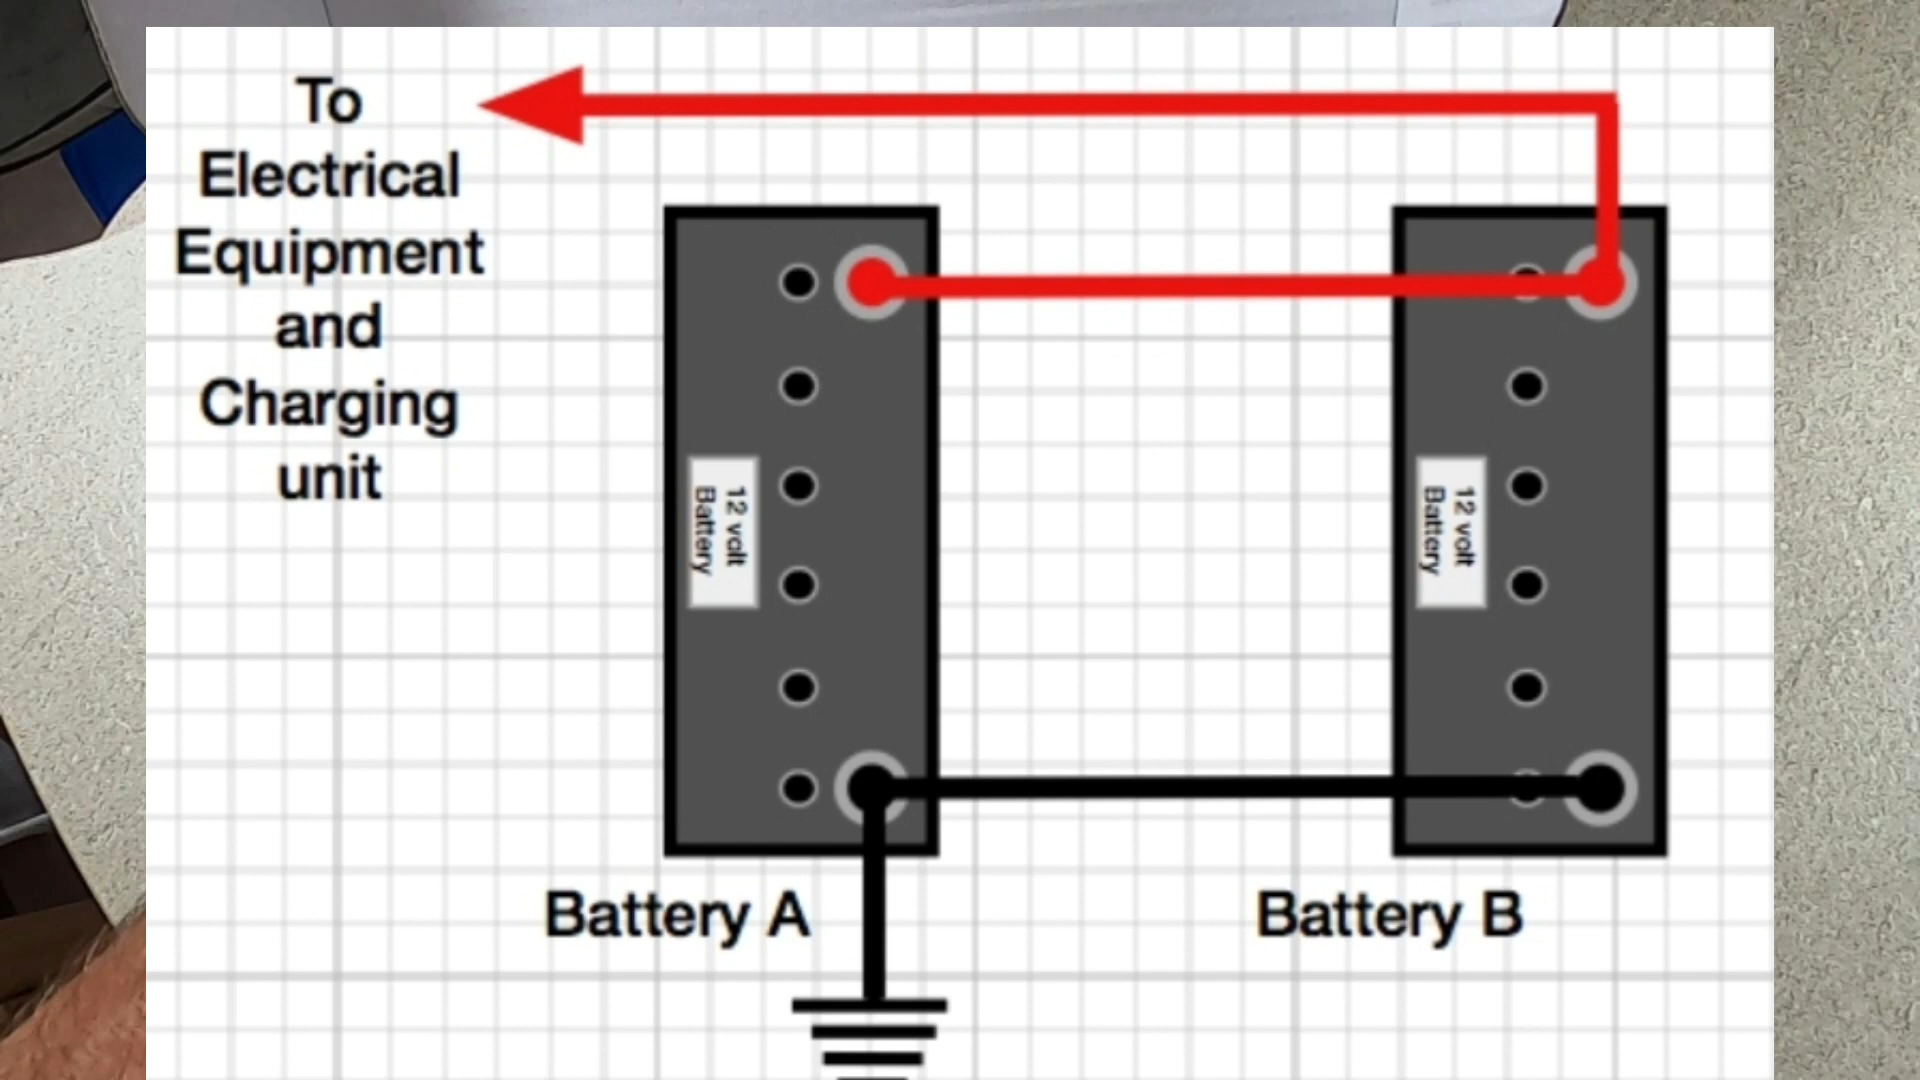 To
Electrical
Equipment
and
Charging
unit
12 volt
Battery
12 volt
Battery
Battery A
Battery B